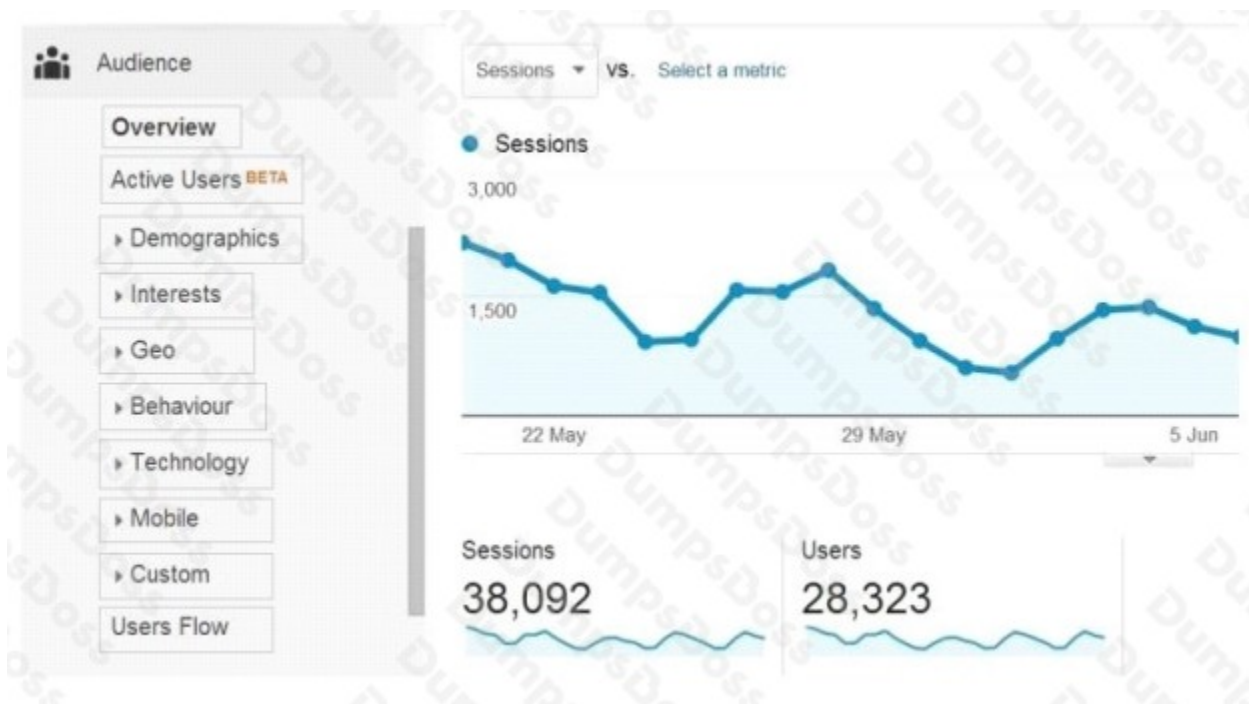 Audience
Overview
Active Users BETA
Demographics
Interests
Geo
Behaviour
Technology
Mobile
Custom
Users Flow
Sessions VS. Select a metric
Sessions
3,000
1,500
22 May 29 May 5 Jun
Sessions Users
38,092 28,323
DumpsDoss